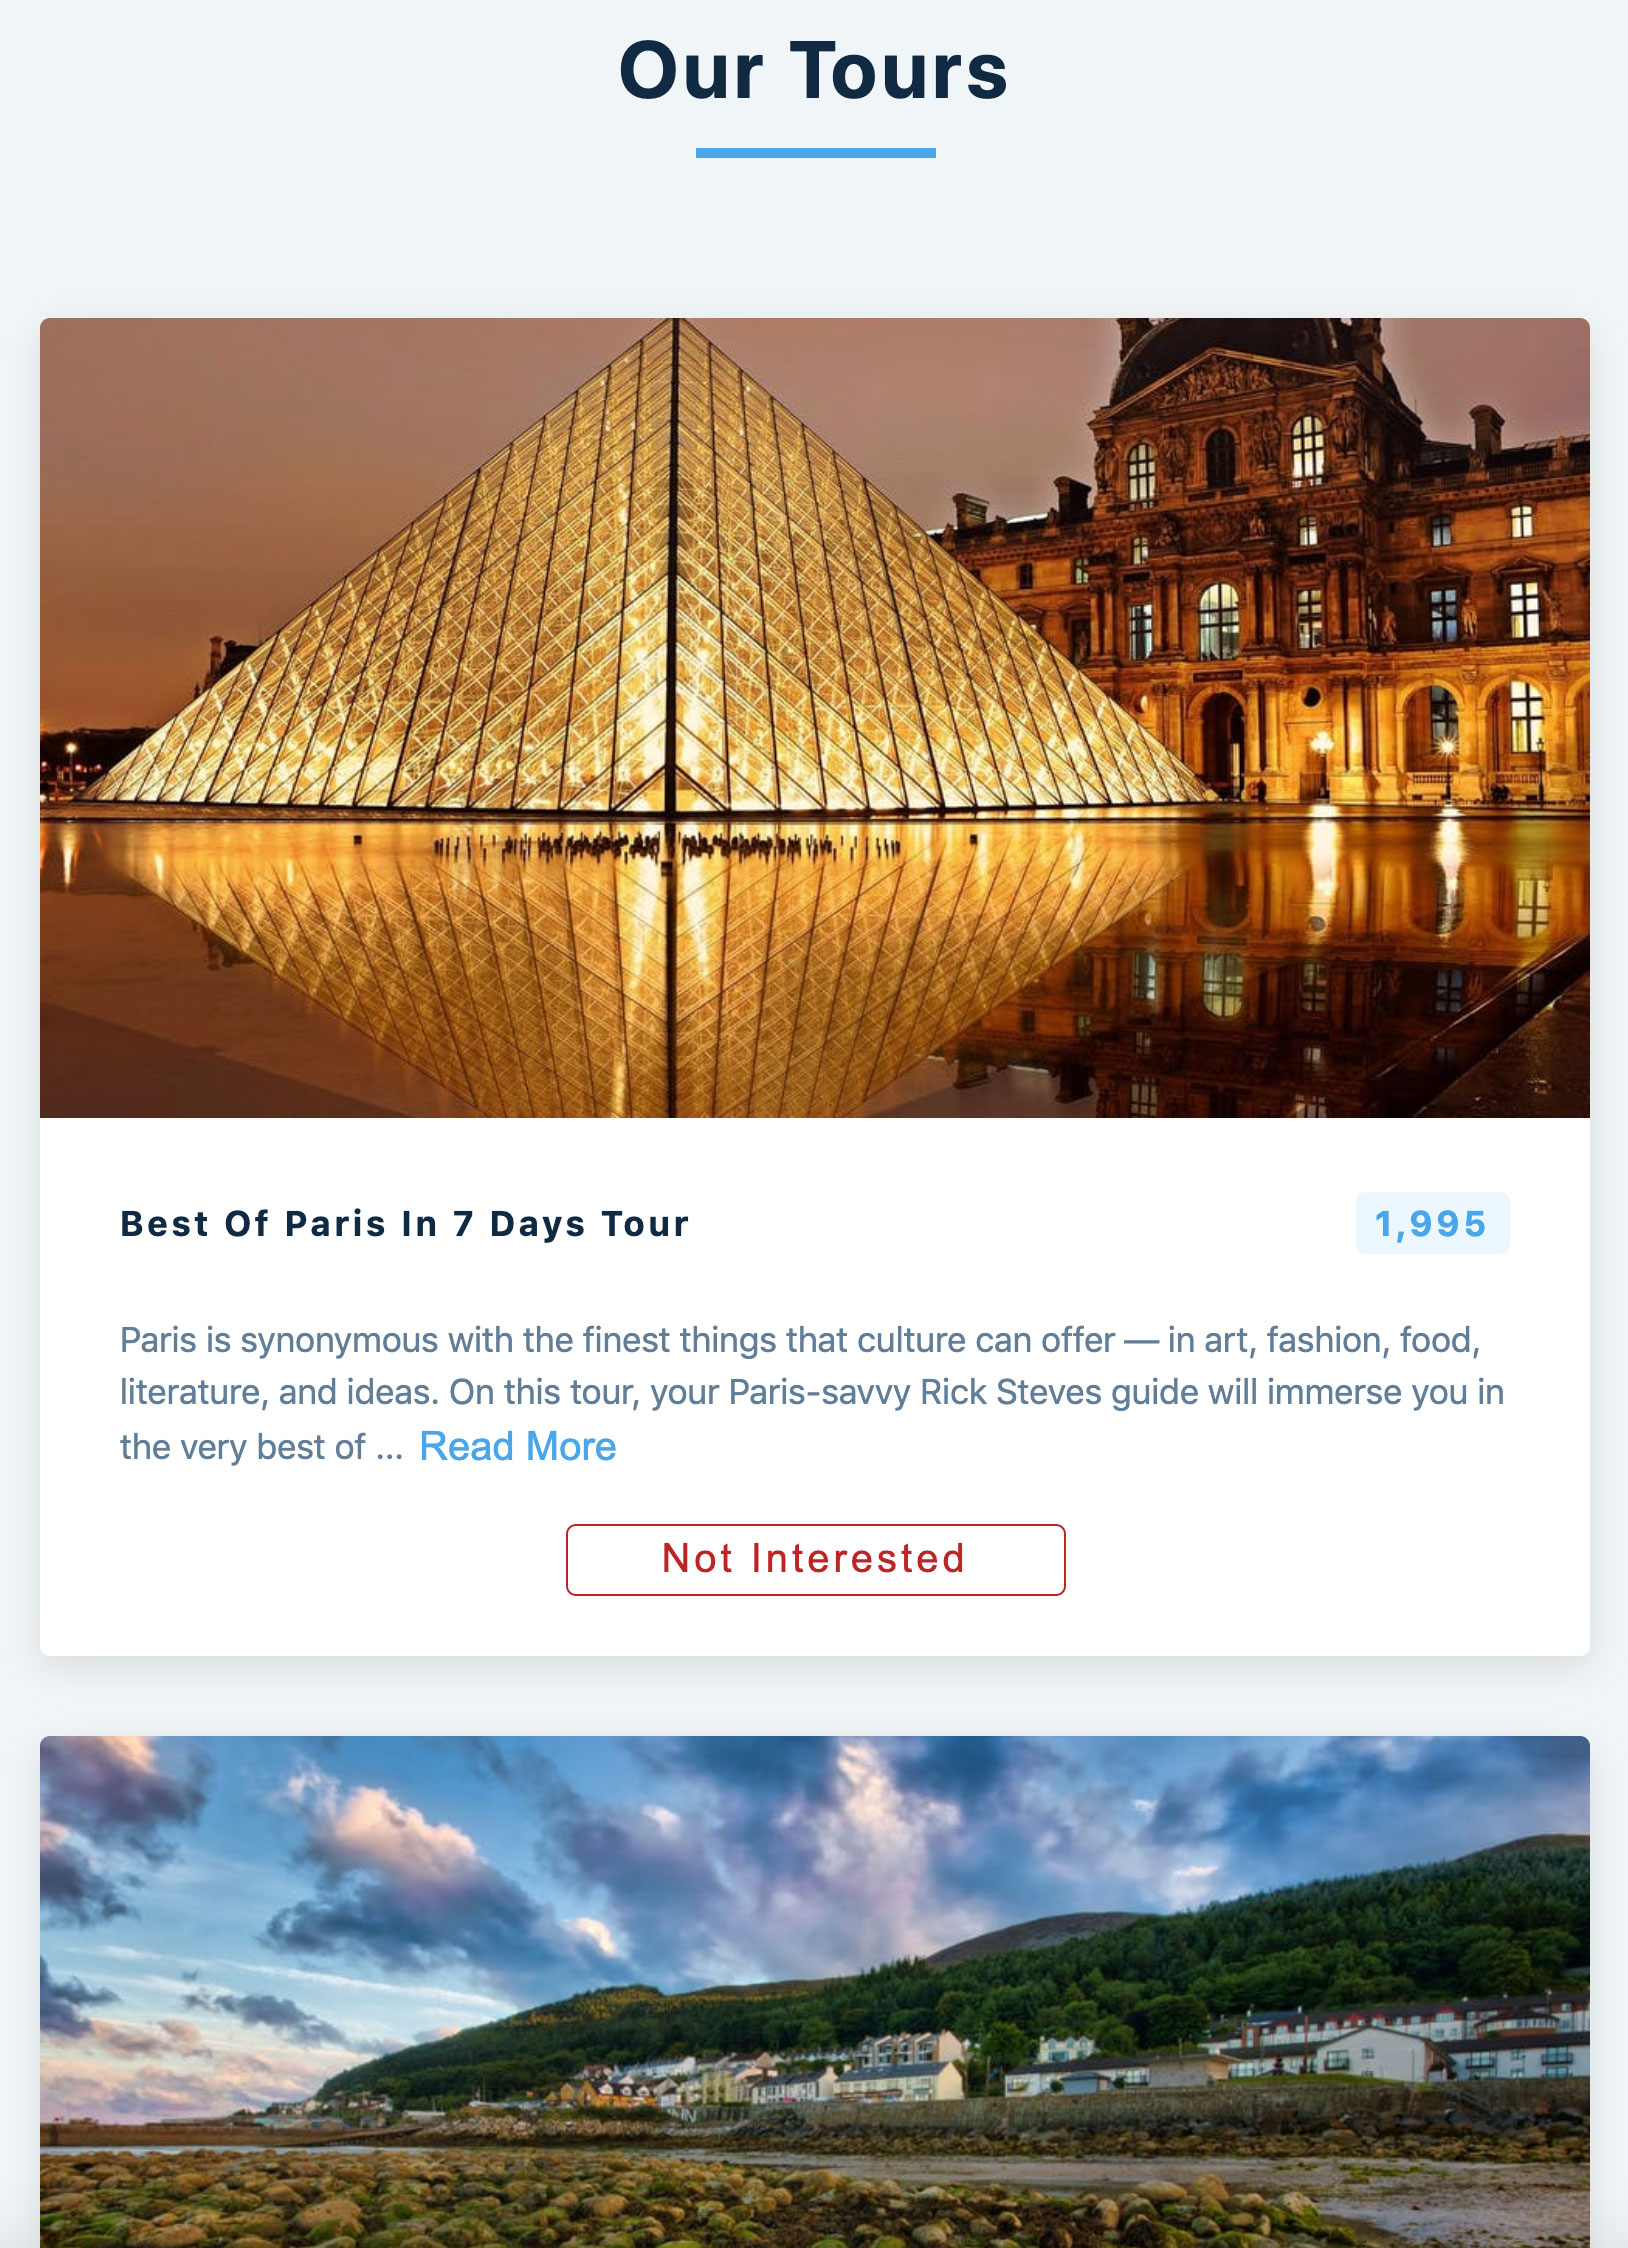 Our Tours
Best Of Paris In 7 Days Tour
1,995
Paris is synonymous with the finest things that culture can offer — in art, fashion, food,
literature, and ideas. On this tour, your Paris-savvy Rick Steves guide will immerse you in
the very best of ... Read More
Not Interested